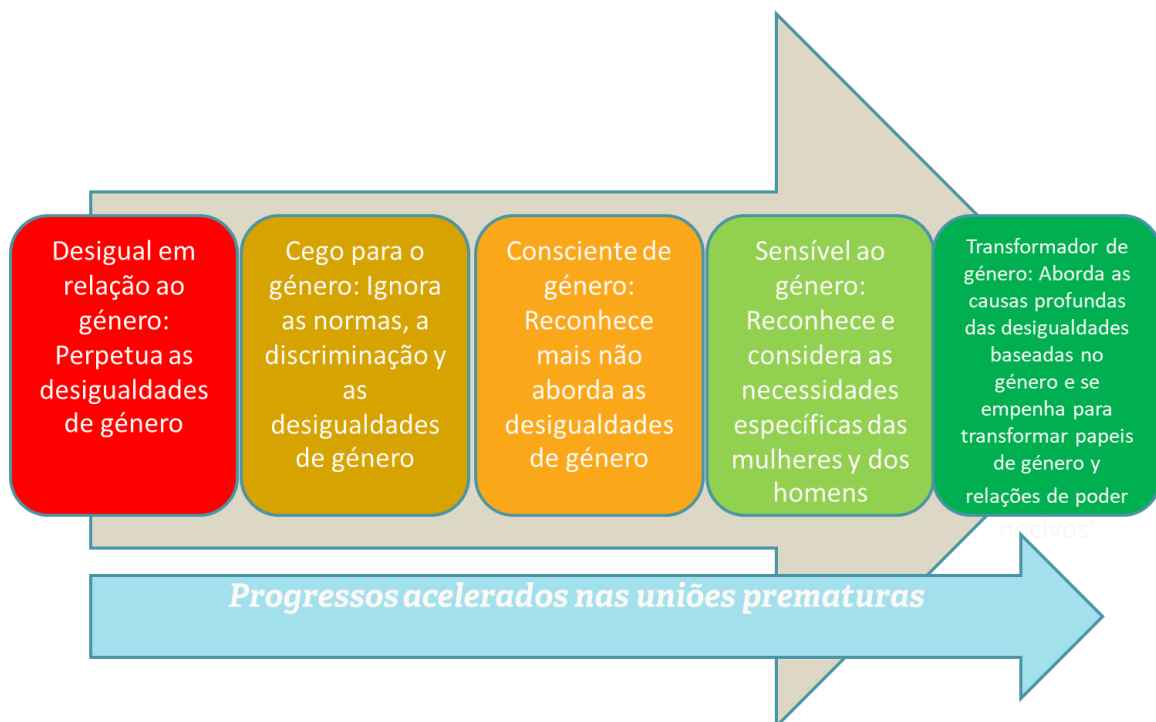 Desigual em
relação ao
género:
Perpetua as
desigualdades
de género
Cego para o
género: Ignora
as normas, a
discriminação y
as
desigualdades
de género
Consciente de
género:
Reconhece
mais não
aborda as
desigualdades
de género
Sensível ao
género:
Reconhece e
considera as
necessidades
específicas das
mulheres y dos
homens
Transformador de
género: Aborda as
causas profundas
das desigualdades
baseadas no
género e se
empenha para
transformar papeis
de género y
relações de poder
nocivos
Progressos acelerados nas uniões prematuras